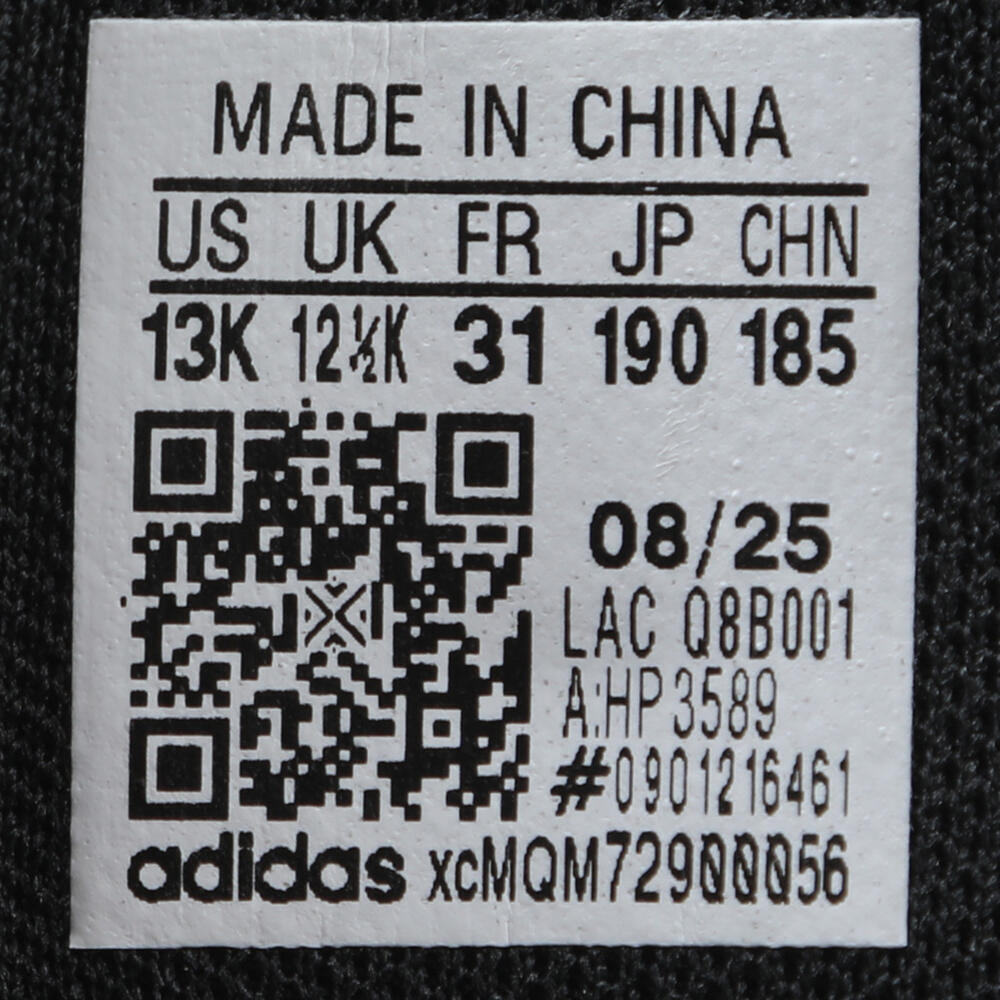 MADE IN CHINA
US UK FR JP CHN
13K 12½K 31 190 185
08/25
LAC Q8B001
A:HP3589
#0901216461
adidas xcMQM729000056